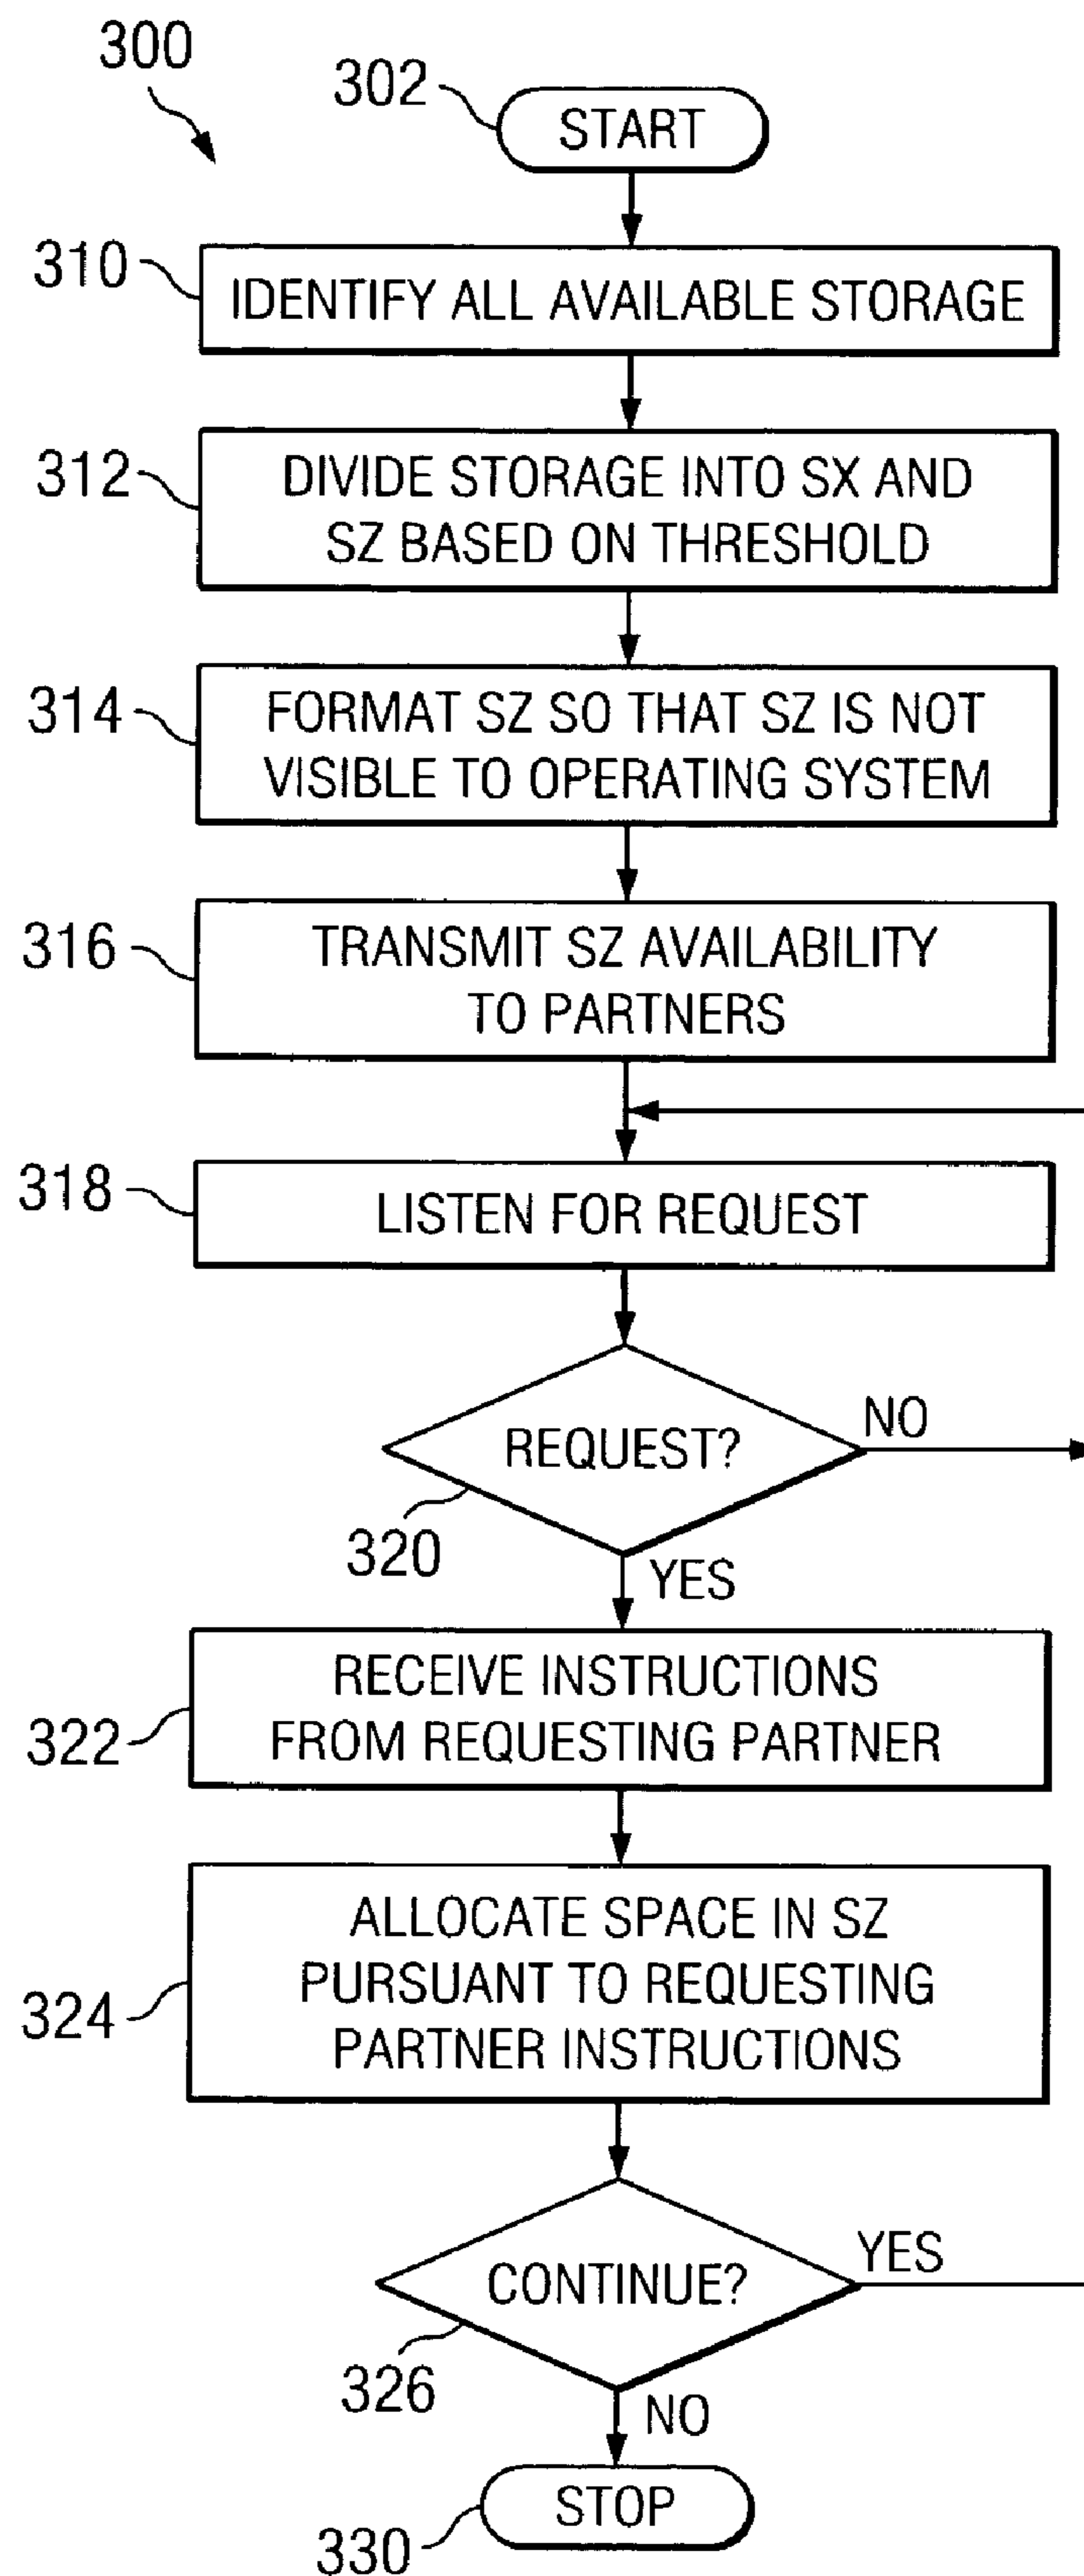 300
302
START
310
IDENTIFY ALL AVAILABLE STORAGE
312
DIVIDE STORAGE INTO SX AND
SZ BASED ON THRESHOLD
314
FORMAT SZ SO THAT SZ IS NOT
VISIBLE TO OPERATING SYSTEM
316
TRANSMIT SZ AVAILABILITY
TO PARTNERS
318
LISTEN FOR REQUEST
REQUEST?
NO
320
YES
322
RECEIVE INSTRUCTIONS
FROM REQUESTING PARTNER
324
ALLOCATE SPACE IN SZ
PURSUANT TO REQUESTING
PARTNER INSTRUCTIONS
CONTINUE?
YES
326
NO
STOP
330